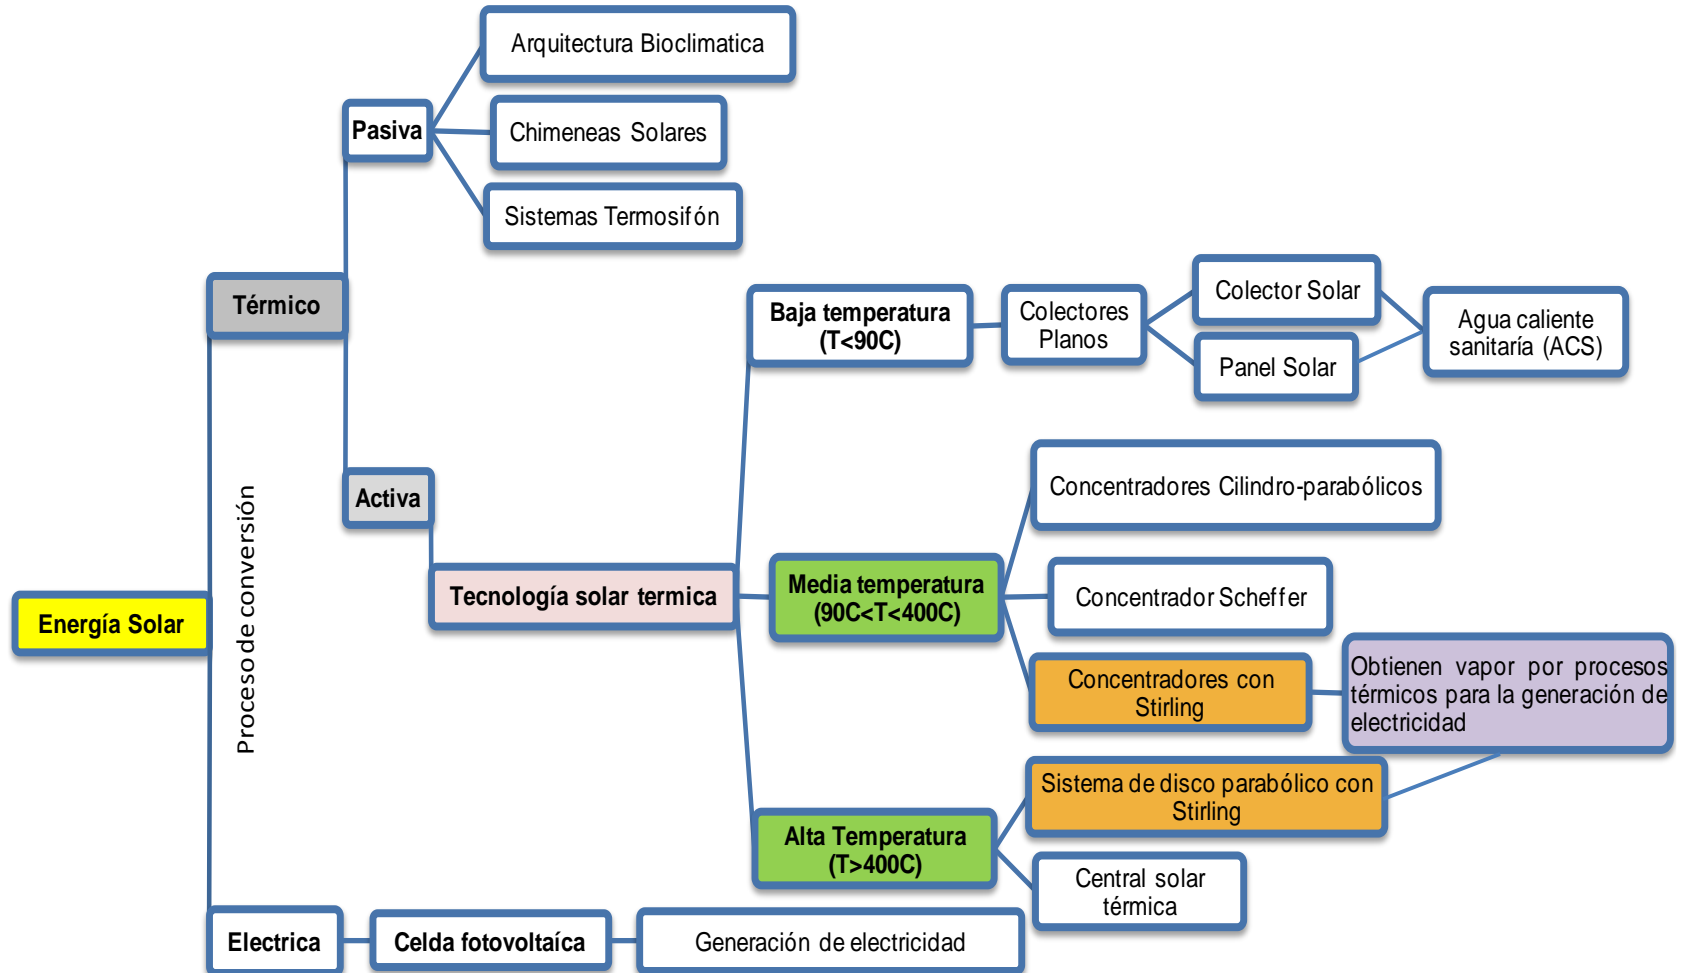 Arquitectura Bioclimatica
Pasiva
Chimeneas Solares
Sistemas Termosifón
Térmico
Baja temperatura
(T<90C)
Colectores
Planos
Colector Solar
Panel Solar
Agua caliente
sanitaría (ACS)
Activa
Proceso de conversión
Concentradores Cilindro-parabólicos
Tecnología solar termica
Media temperatura
(90C<T<400C)
Concentrador Scheffer
Energía Solar
Concentradores con
Stirling
Obtienen vapor por procesos
térmicos para la generación de
electricidad
Sistema de disco parabólico con
Stirling
Alta Temperatura
(T>400C)
Central solar
térmica
Electrica
Celda fotovoltaíca
Generación de electricidad